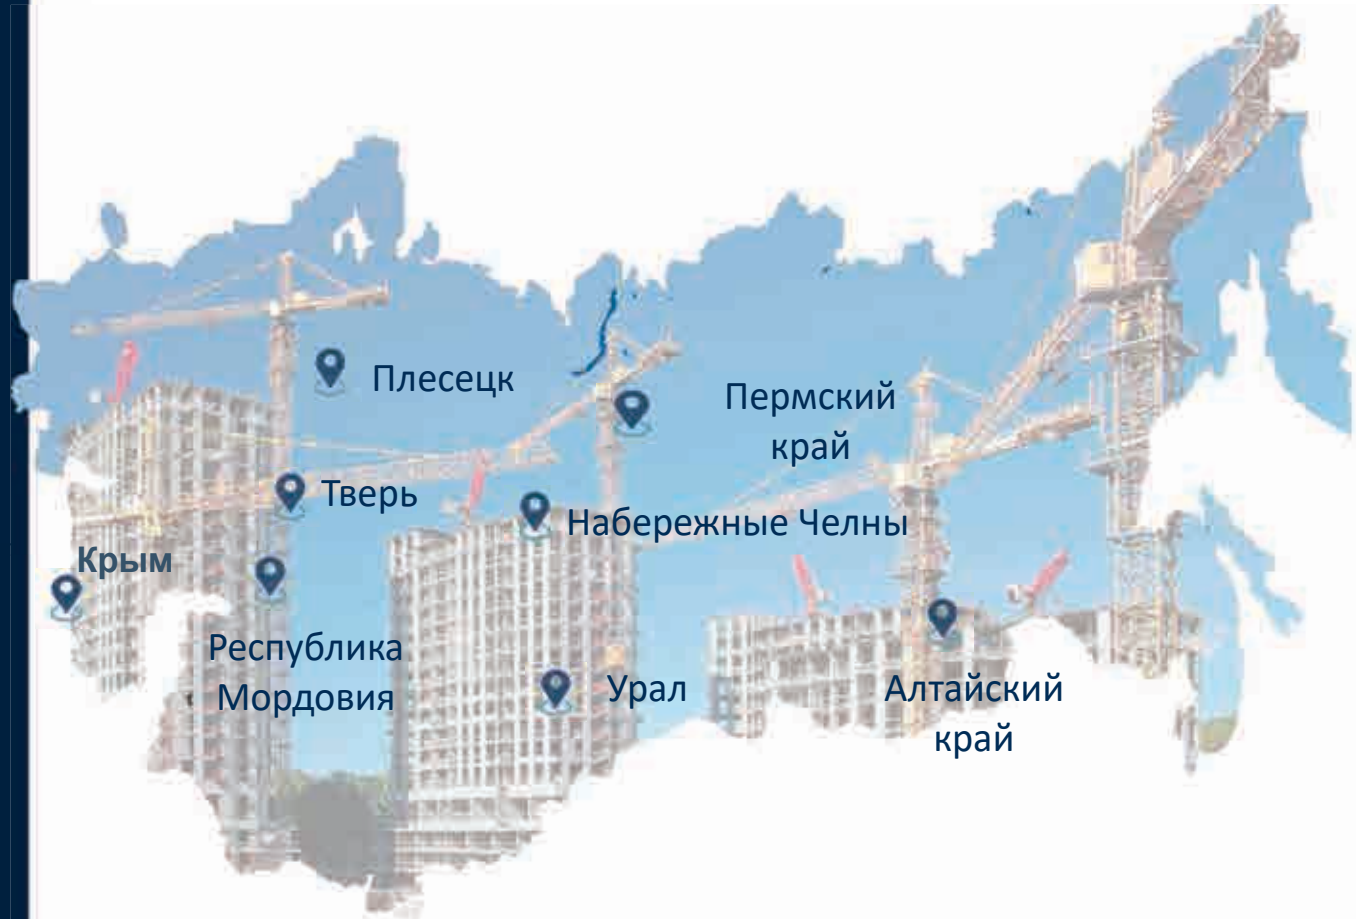 Плесецк
Пермский
край
Тверь
Набережные Челны
Крым
Республика
Мордовия
Урал
Алтайский
край